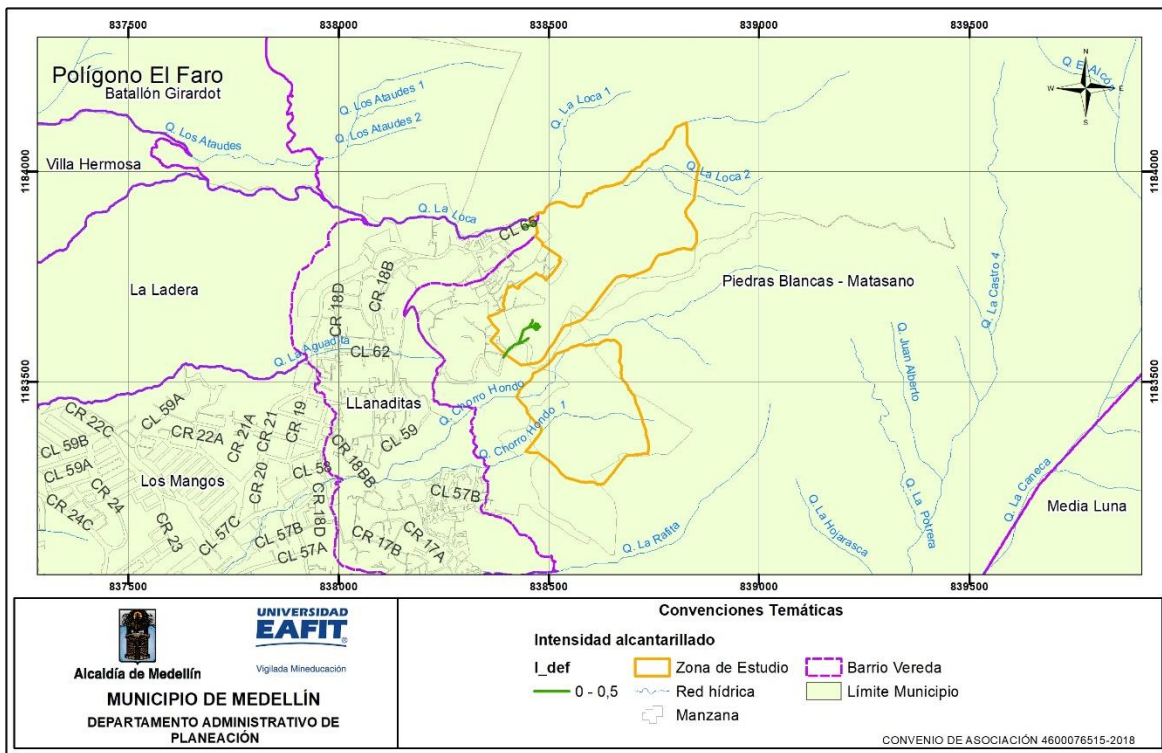 837500
838000
838500
839000
839500
Polígono El Faro
Batallón Girardot
Q. Los Ataudes 1
Q. Los Ataudes 2
Q. Los Ataudes
Q. La Loca 1
Q. El Alcón
N
W
E
S
1184000
1184000
Villa Hermosa
Q. La Loca
Q. La Loca 2
CL 65
La Ladera
CR 18D
CR 18B
Piedras Blancas - Matasano
Q. La Castro 4
Q. La Aguadita
CL 62
Q. Juan Alberto
1183500
1183500
LLanaditas
Q. Chorro Hondo
Q. Chorro Hondo 1
CR 22C
CL 59A
CR 22A
CR 21A
CR 21
CR 19
CL 59B
CL 59A
CL 59
CR 18BB
CL 58
CR 20
Los Mangos
CR 24
CR 24C
CR 23
CL 57C
CL 57B
CL 57A
CR 18D
CL 57B
CR 17B
CR 17A
Q. La Rafita
Q. La Hojarasca
Q. La Potrera
Q. La Caneca
Media Luna
837500
838000
838500
839000
839500
Alcaldía de Medellín
UNIVERSIDAD
EAFIT
Vigilada Mineducación
MUNICIPIO DE MEDELLÍN
DEPARTAMENTO ADMINISTRATIVO DE
PLANEACIÓN
Convenciones Temáticas
Intensidad alcantarillado
I_def
0 - 0,5
Zona de Estudio
Red hídrica
Manzana
Barrio Vereda
Límite Municipio
CONVENIO DE ASOCIACIÓN 4600076515-2018